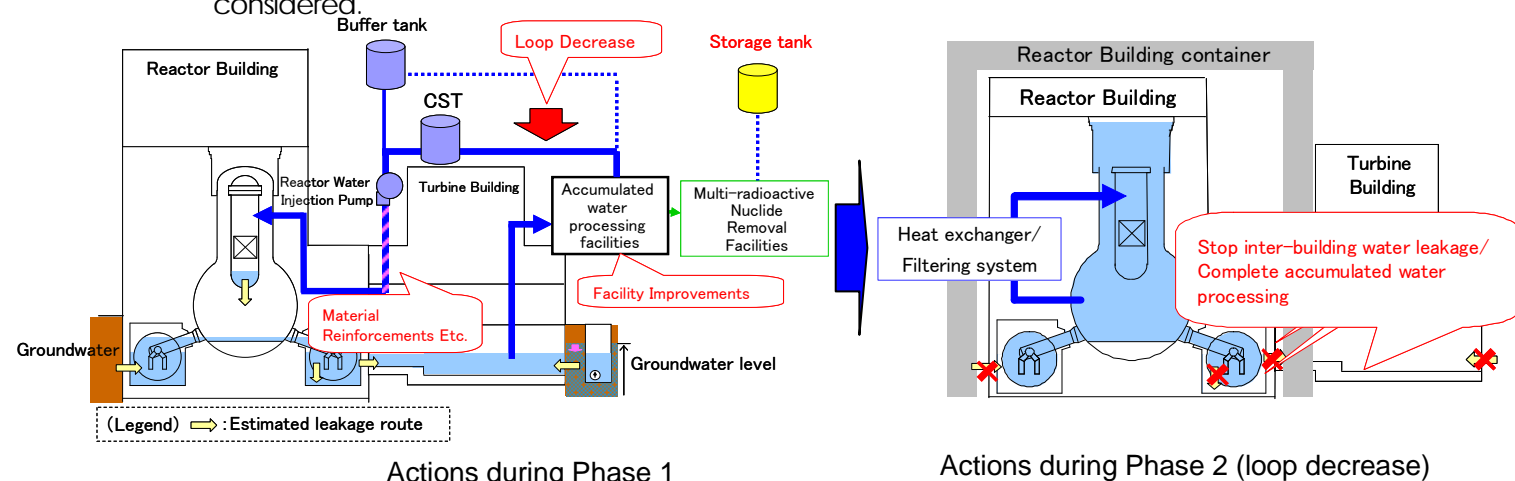 considered.
Buffer tank
Loop Decrease
Storage tank
Reactor Building
CST
Reactor Water
Injection Pump
Turbine Building
Accumulated
water
processing
facilities
Multi-radioactive
Nuclide
Removal
Facilities
Facility Improvements
Material
Reinforcements Etc.
Groundwater
Groundwater level
(Legend) :Estimated leakage route
Actions during Phase 1
Reactor Building container
Reactor Building
Turbine
Building
Heat exchanger/
Filtering system
Stop inter-building water leakage/
Complete accumulated water
processing
Actions during Phase 2 (loop decrease)